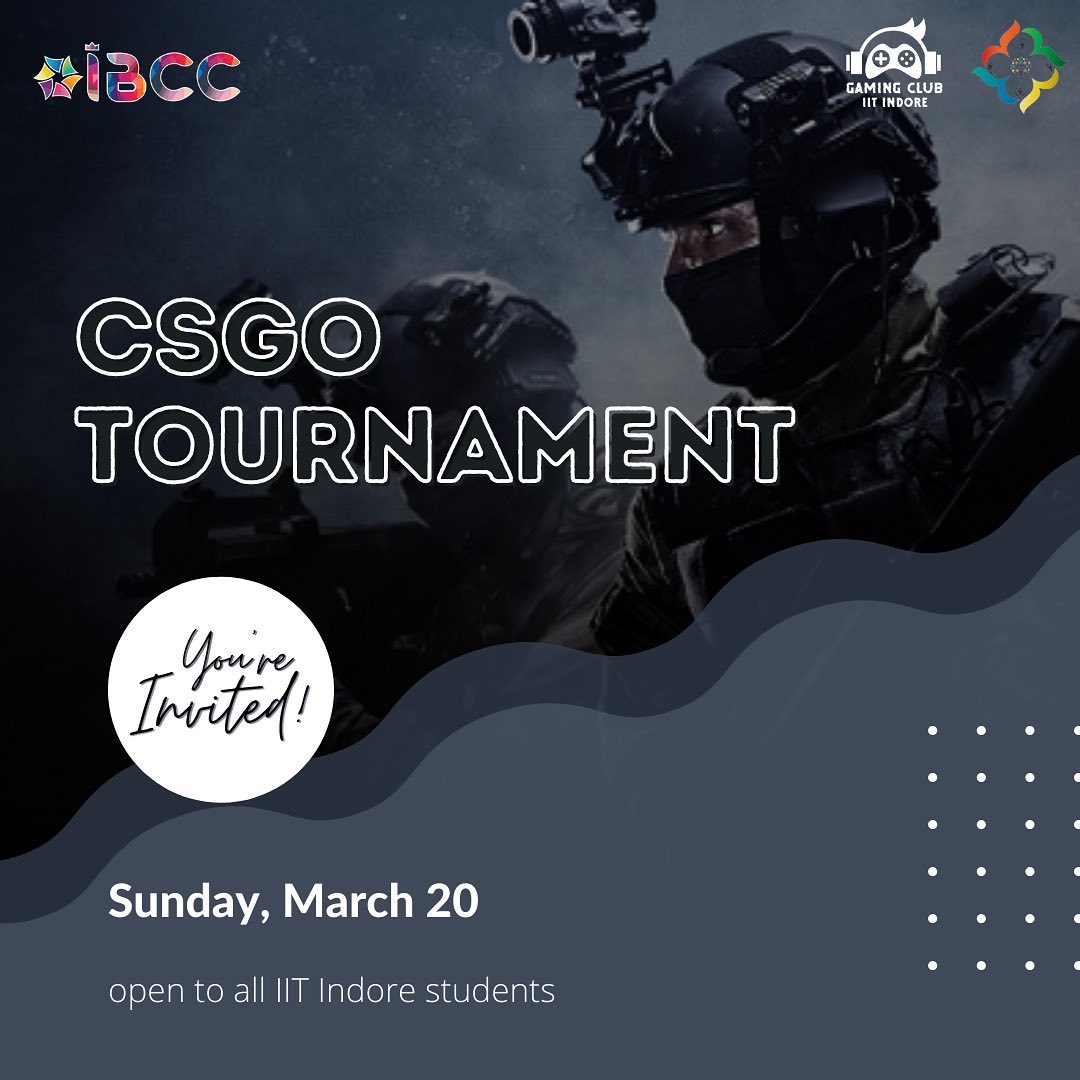 iBCC
GAMING CLUB
IIT INDORE
CSGO
TOURNAMENT
You're
Invited!
Sunday, March 20
open to all IIT Indore students